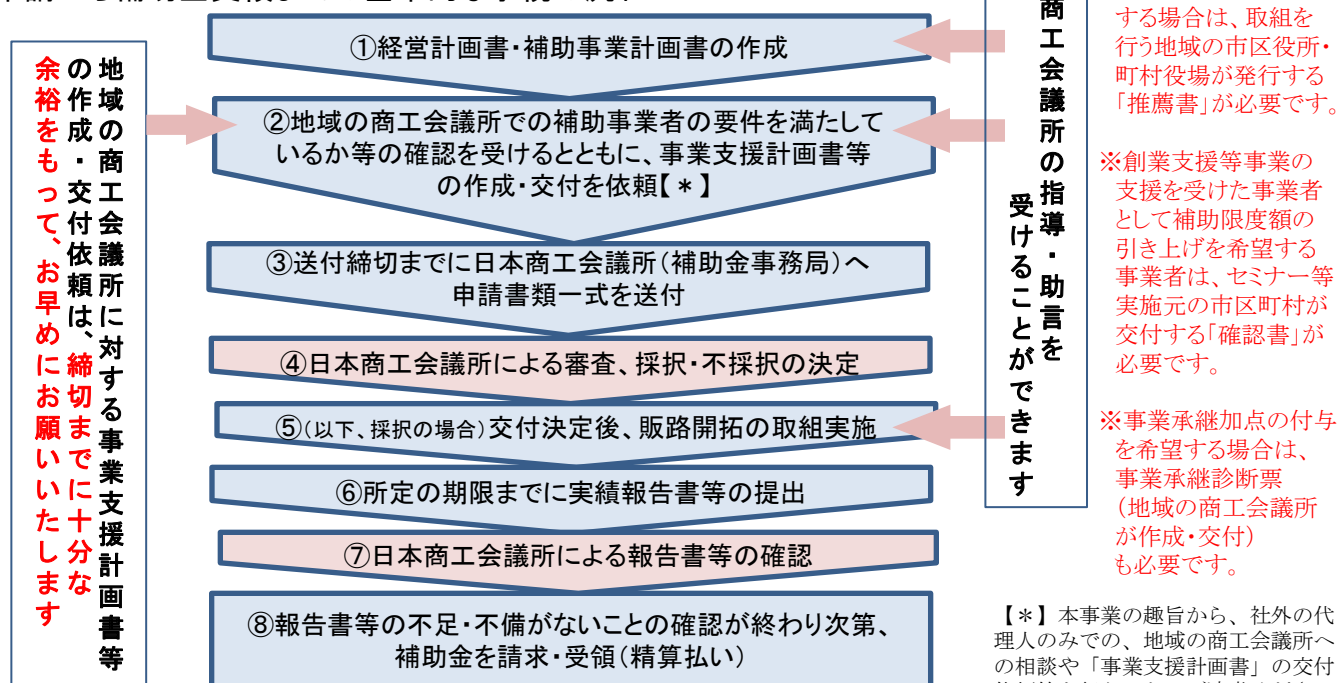 ①経営計画書・補助事業計画書の作成
②地域の商工会議所での補助事業者の要件を満たして
いるか等の確認を受けるとともに、事業支援計画書等
の作成・交付を依頼【＊】
③送付締切までに日本商工会議所（補助金事務局）へ
申請書類一式を送付
④日本商工会議所による審査、採択・不採択の決定
⑤（以下、採択の場合）交付決定後、販路開拓の取組実施
⑥所定の期限までに実績報告書等の提出
⑦日本商工会議所による報告書等の確認
⑧報告書等の不足・不備がないことの確認が終わり次第、
補助金を請求・受領（精算払い）
地域の商工会議所に対する事業支援計画書等
の作成・交付依頼は、締切までに十分な
余裕をもって、お早めにお願いいたします
商工会議所の指導・助言を
受けることができます
する場合は、取組を
行う地域の市区役所・
町村役場が発行する
「推薦書」が必要です。
※創業支援等事業の
支援を受けた事業者
として補助限度額の
引き上げを希望する
事業者は、セミナー等
実施元の市区町村が
交付する「確認書」が
必要です。
※事業承継加点の付与
を希望する場合は、
事業承継診断票
（地域の商工会議所
が作成・交付）
も必要です。
【＊】本事業の趣旨から、社外の代
理人のみでの、地域の商工会議所へ
の相談や「事業支援計画書」の交付